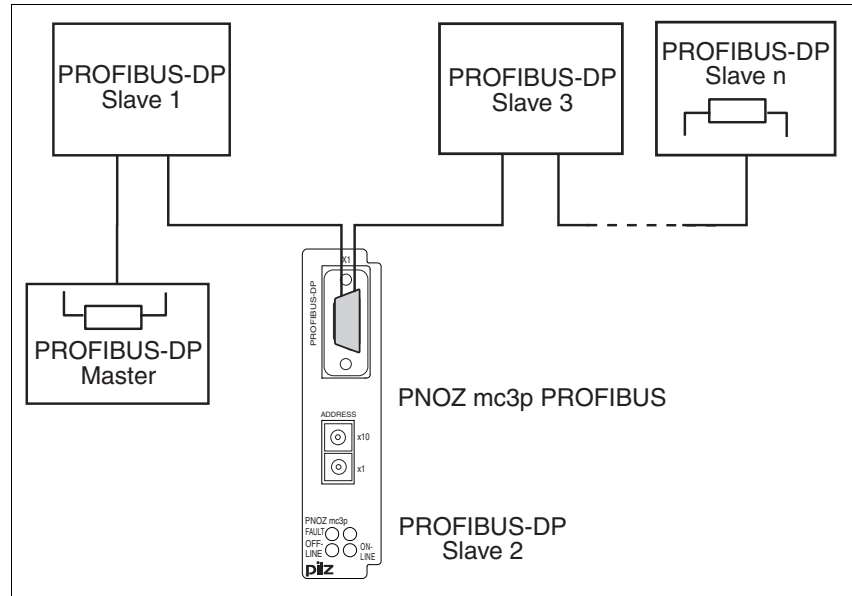 PROFIBUS-DP
Slave 1
PROFIBUS-DP
Slave 3
PROFIBUS-DP
Slave n
PROFIBUS-DP
Master
X1
PROFIBUS-DP
PNOZ mc3p PROFIBUS
ADDRESS
x10
x1
PNOZ mc3p
FAULT
OFF-
LINE
ON-
LINE
pilz
PROFIBUS-DP
Slave 2